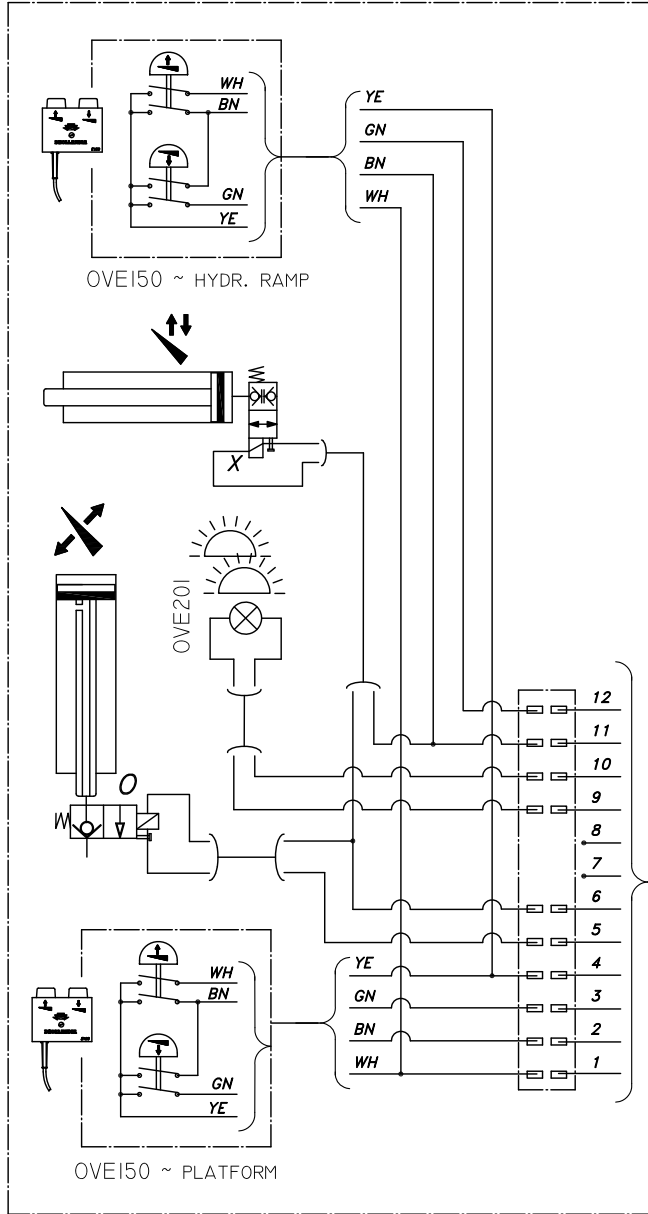 WH
BN
GN
YE
YE
GN
BN
WH
OVE150 ~ HYDR. RAMP
X
OVE201
O
12
11
10
9
8
7
6
5
4
3
2
1
WH
BN
GN
YE
YE
GN
BN
WH
OVE150 ~ PLATFORM